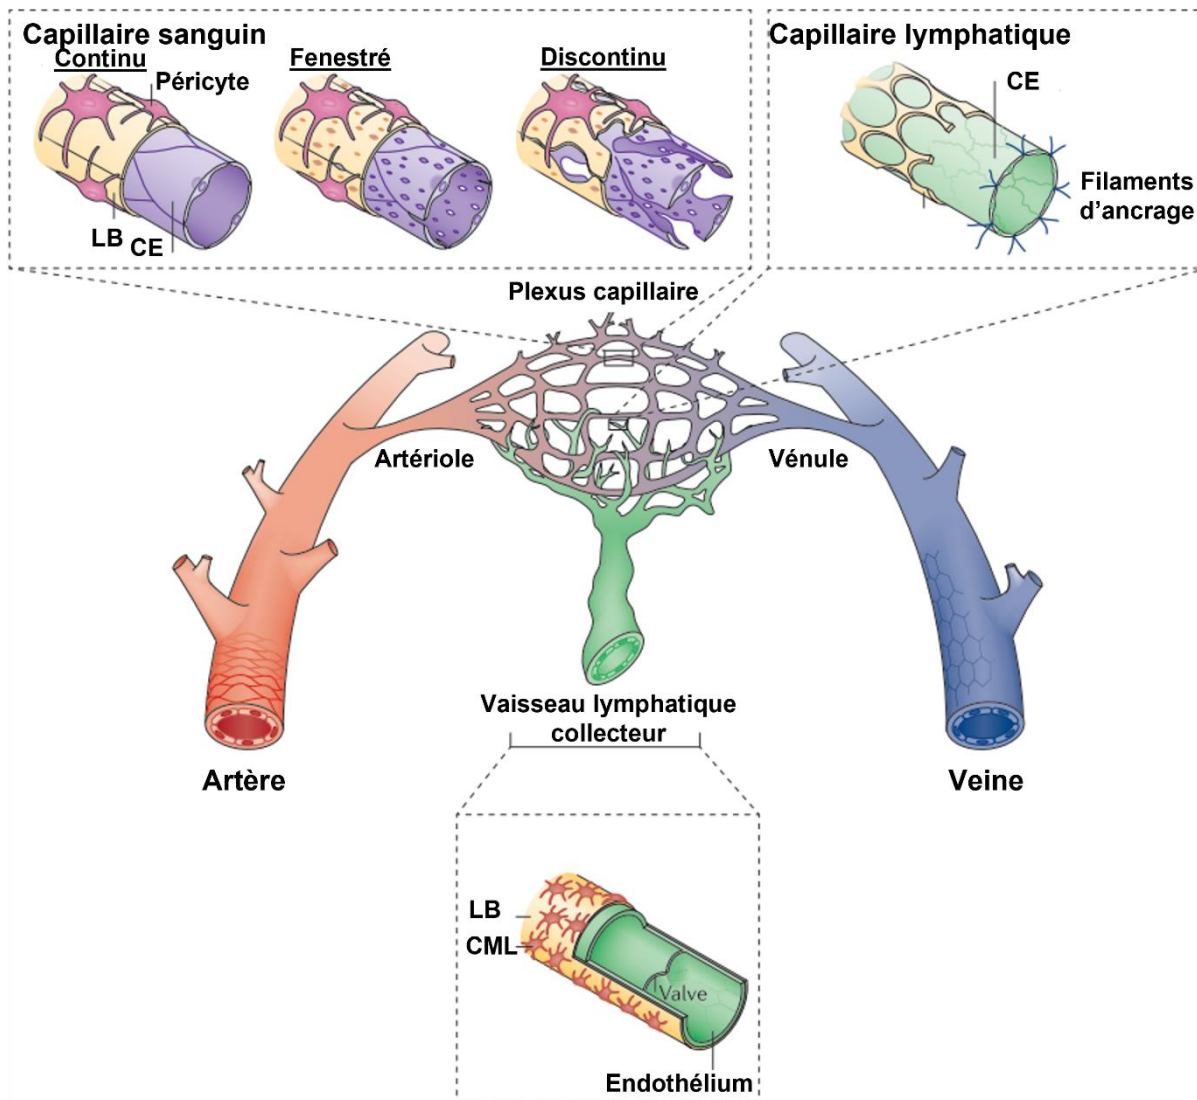 Capillaire sanguin
Capillaire lymphatique
Continu
Fenestré
Discontinu
Péricyte
CE
LB
CE
Filaments
d’ancrage
Plexus capillaire
Artériole
Vénule
Vaisseau lymphatique
collecteur
Artère
Veine
LB
CML
Valve
Endothélium